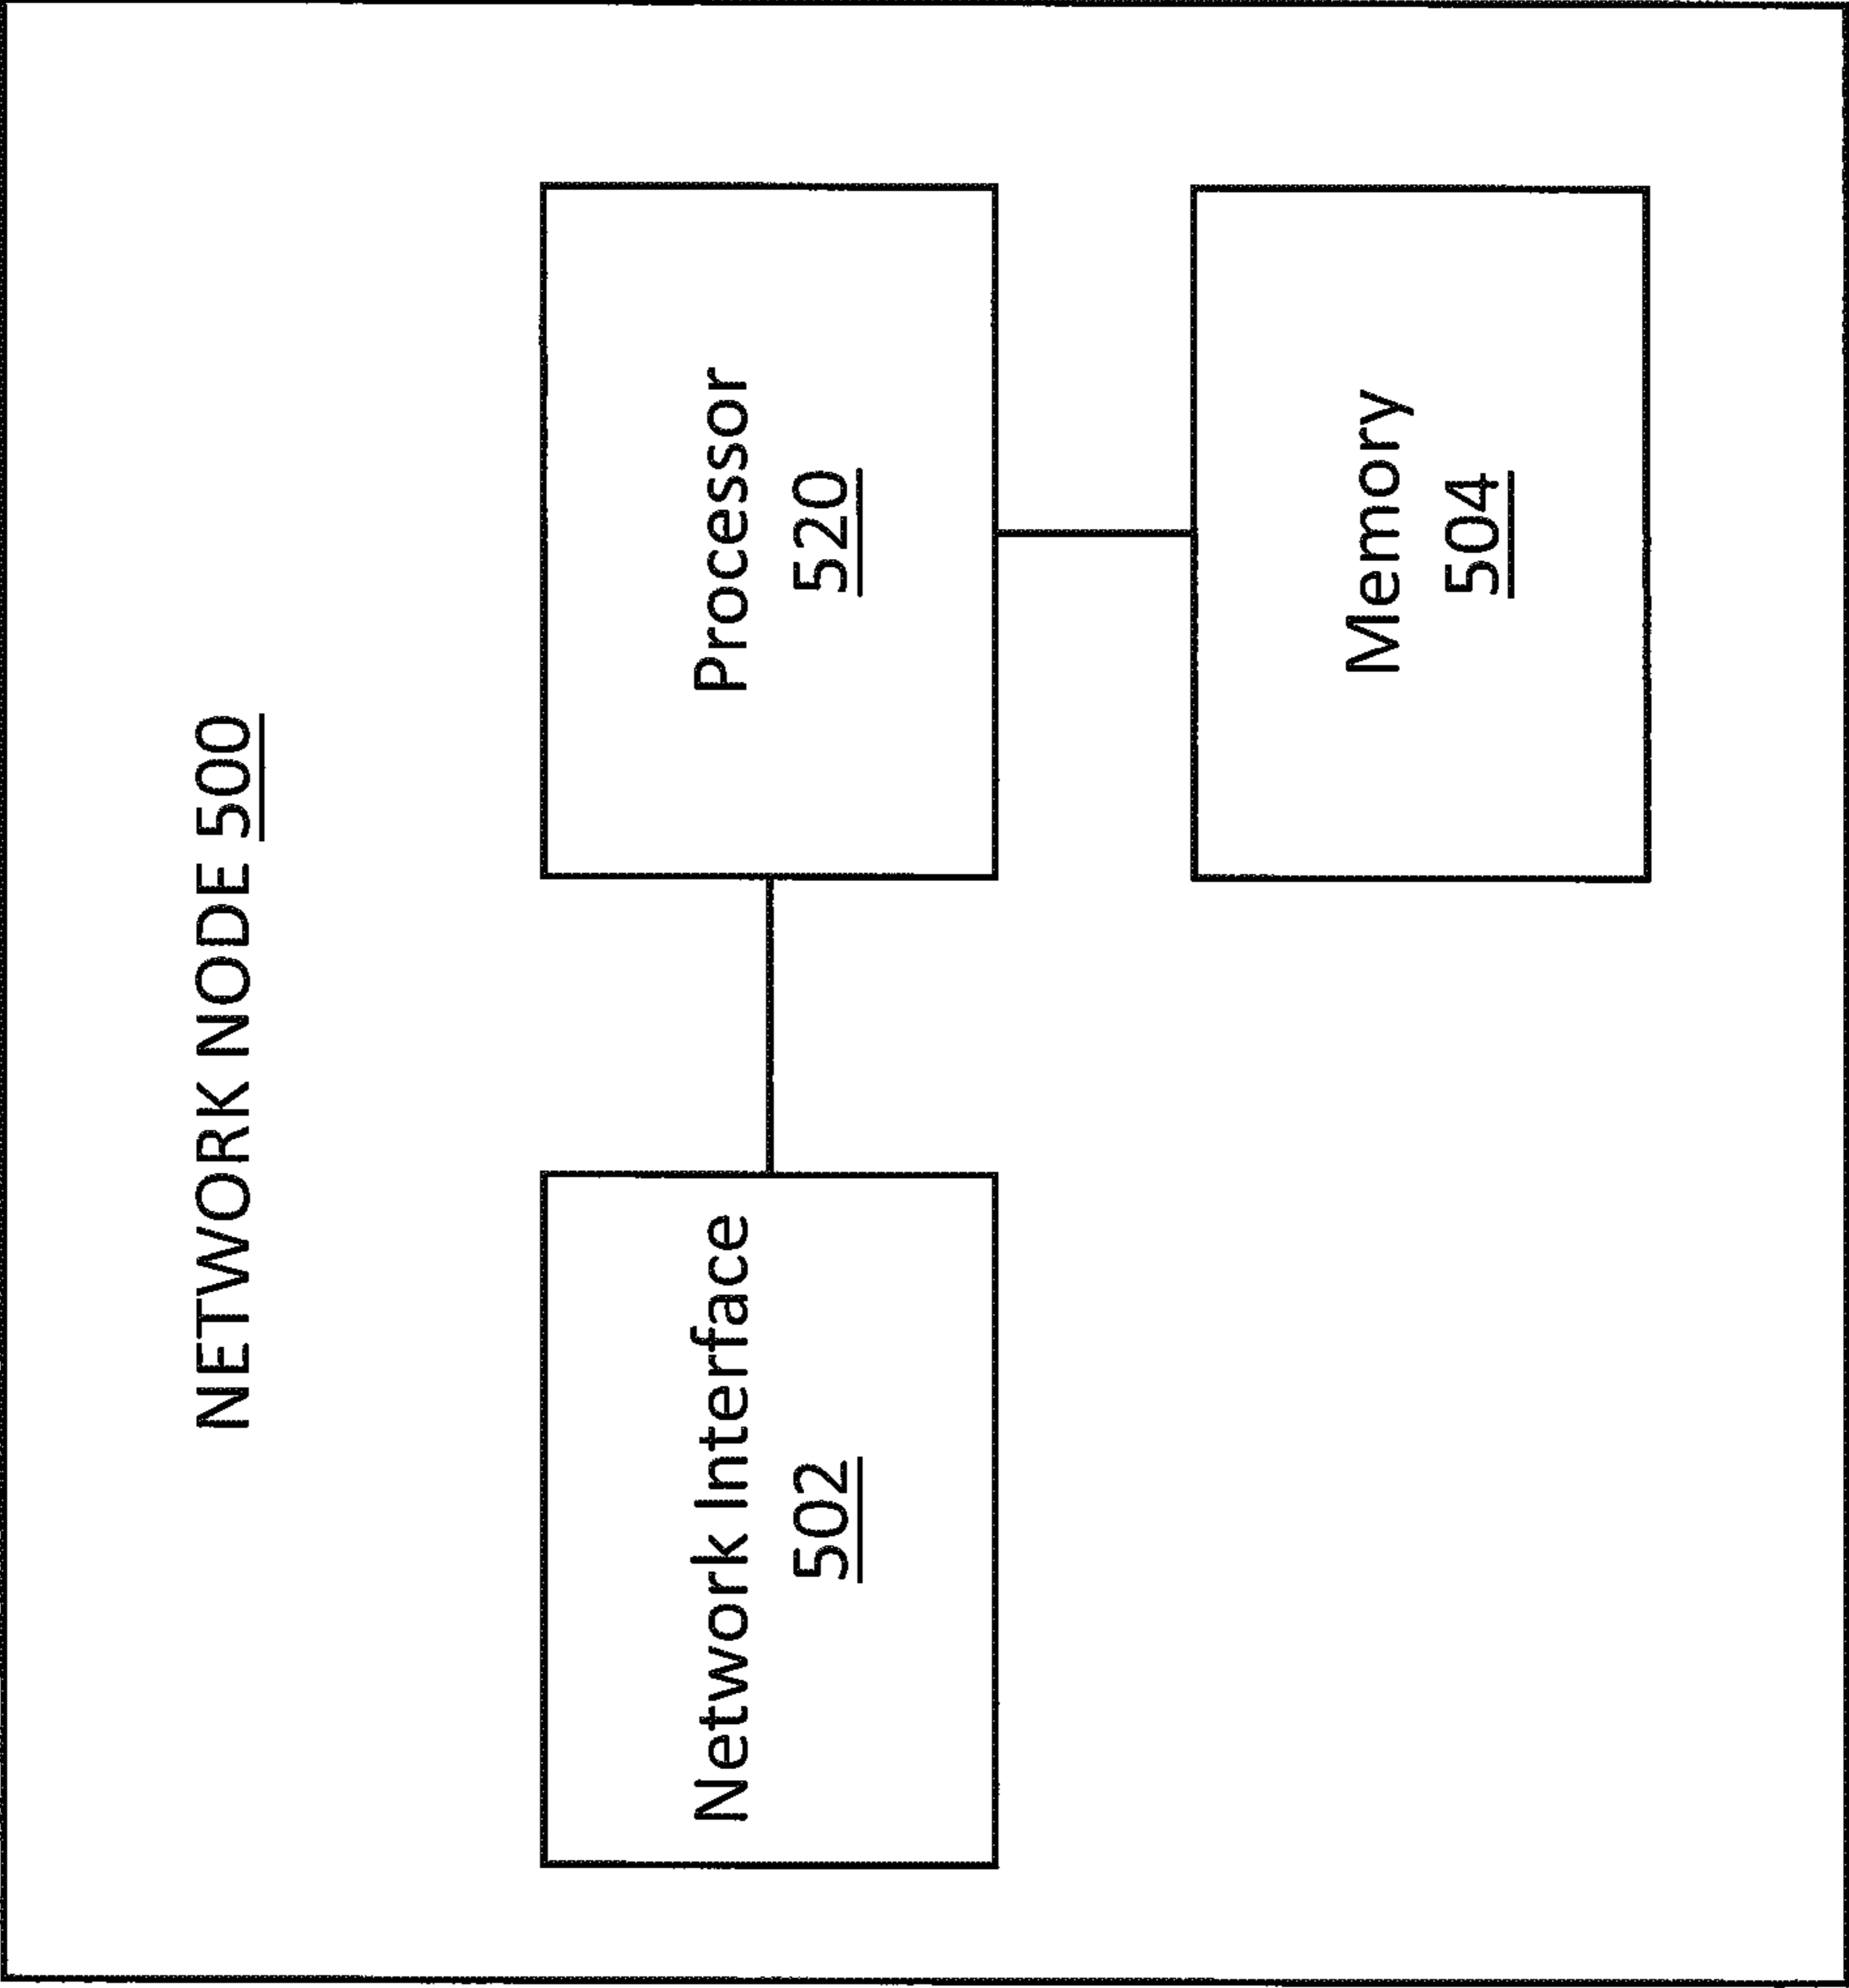 NETWORK NODE 500
Network Interface
502
Processor
520
Memory
504